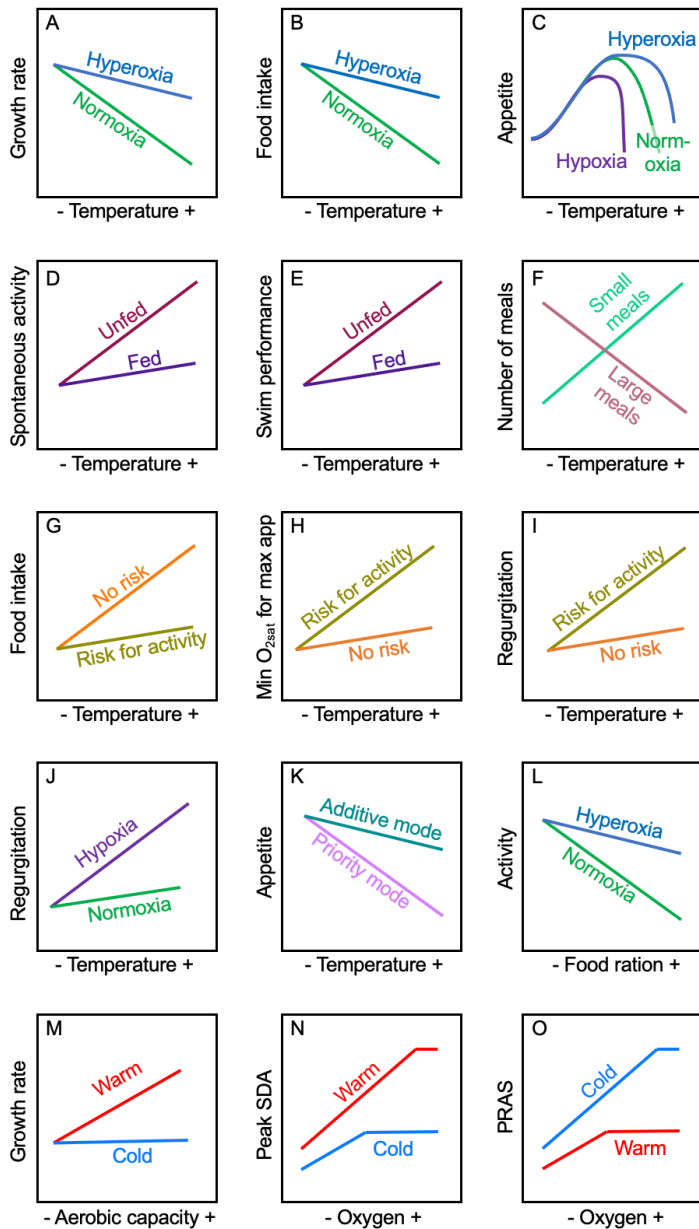 A
Growth rate
Hyperoxia
Normoxia
- Temperature +
B
Food intake
Hyperoxia
Normoxia
- Temperature +
C
Appetite
Hyperoxia
Hypoxia
Norm-
oxia
- Temperature +
D
Spontaneous activity
Unfed
Fed
- Temperature +
E
Swim performance
Unfed
Fed
- Temperature +
F
Number of meals
Small
meals
Large
meals
- Temperature +
G
Food intake
No risk
Risk for activity
- Temperature +
H
Min O2sat for max app
Risk for activity
No risk
- Temperature +
I
Regurgitation
Risk for activity
No risk
- Temperature +
J
Regurgitation
Hypoxia
Normoxia
- Temperature +
K
Appetite
Additive mode
Priority mode
- Temperature +
L
Activity
Hyperoxia
Normoxia
- Food ration +
M
Growth rate
Warm
Cold
- Aerobic capacity +
N
Peak SDA
Warm
Cold
- Oxygen +
O
PRAS
Cold
Warm
- Oxygen +